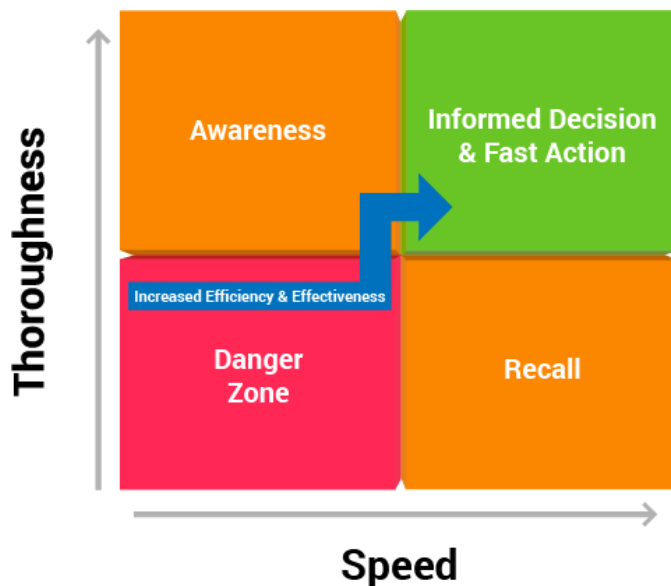 Thoroughness
Awareness
Informed Decision
& Fast Action
Increased Efficiency & Effectiveness
Danger
Zone
Recall
Speed